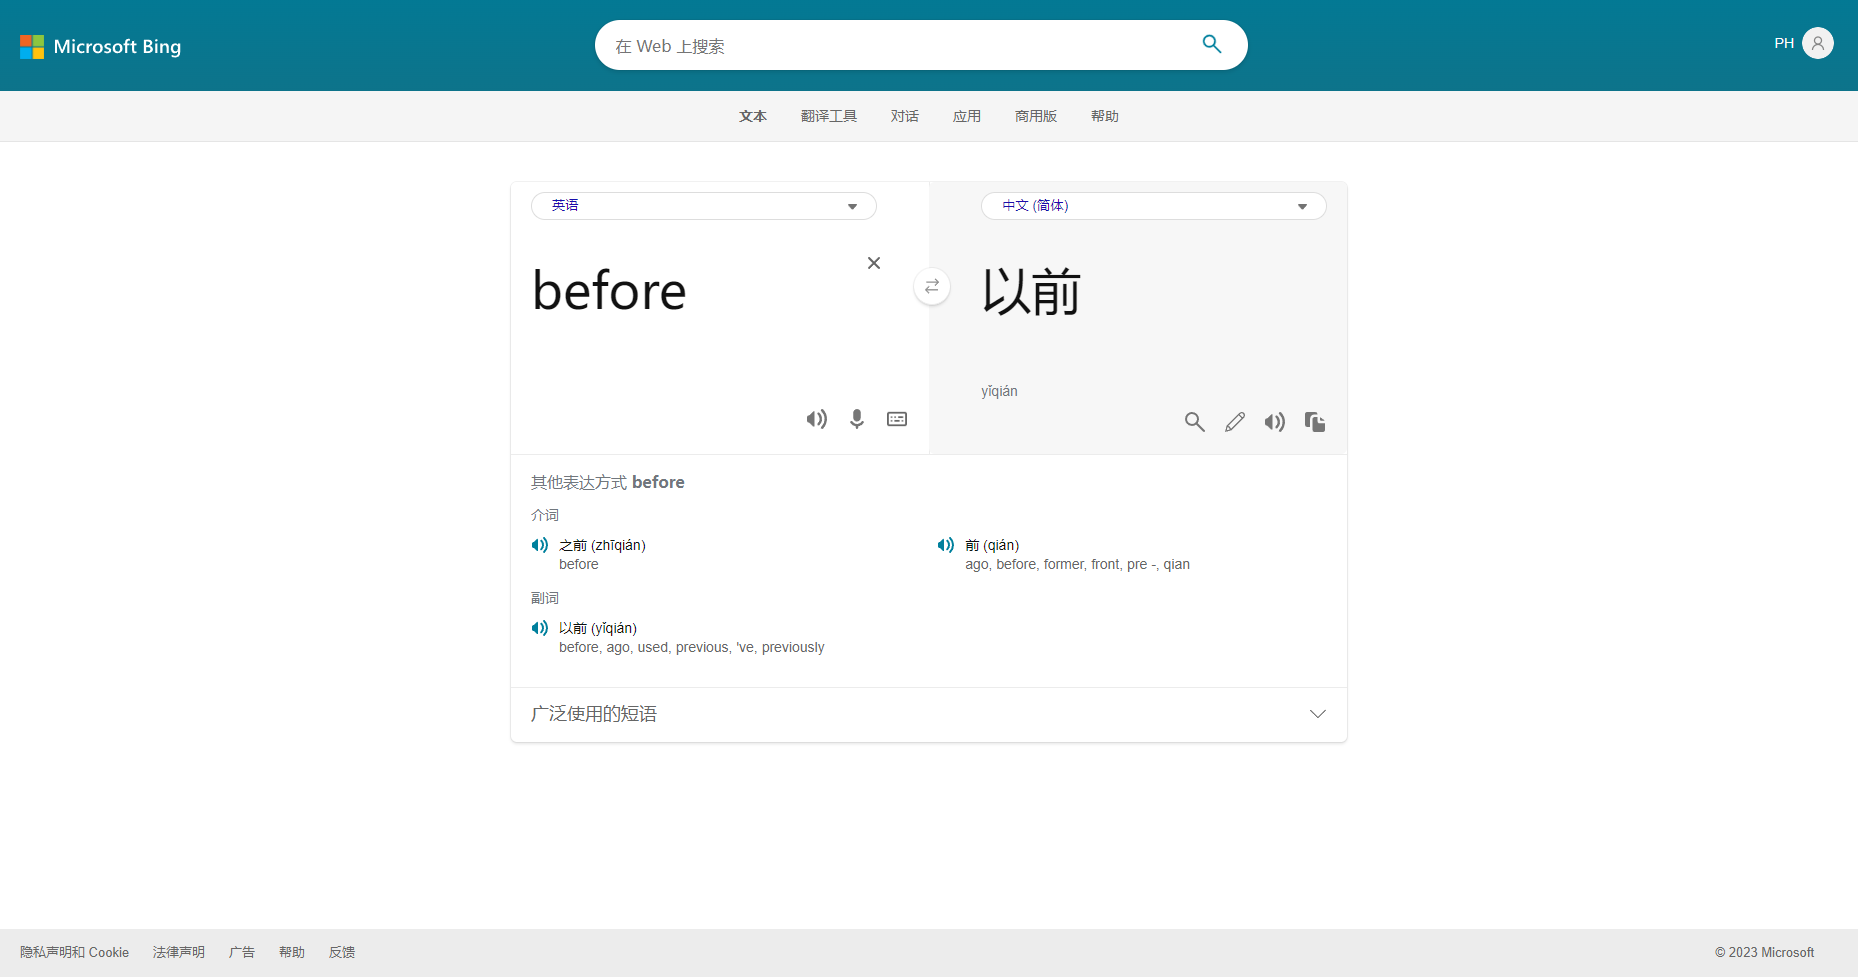 Microsoft Bing
在 Web 上搜索
PH
文本 翻译工具 对话 应用 商用版 帮助
英语
中文 (简体)
before
以前
yǐqián
其他表达方式 before
介词
之前 (zhīqián)
before
前 (qián)
ago, before, former, front, pre -, qian
副词
以前 (yǐqián)
before, ago, used, previous, 've, previously
广泛使用的短语
隐私声明和 Cookie 法律声明 广告 帮助 反馈
© 2023 Microsoft